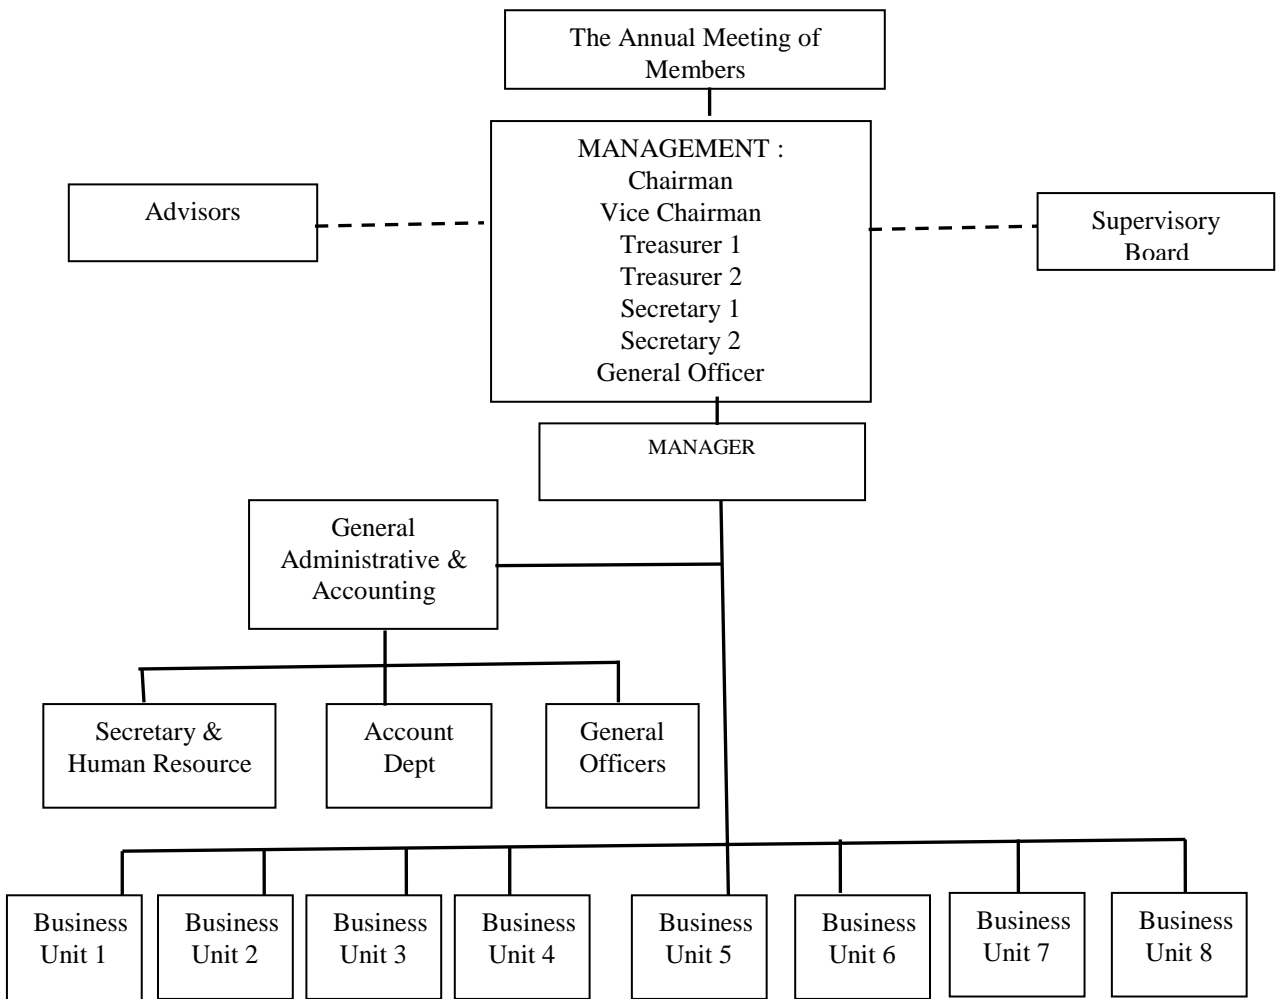 The Annual Meeting of
Members
MANAGEMENT :
Chairman
Vice Chairman
Treasurer 1
Treasurer 2
Secretary 1
Secretary 2
General Officer
Advisors
Supervisory
Board
MANAGER
General
Administrative &
Accounting
Secretary &
Human Resource
Account
Dept
General
Officers
Business
Unit 1
Business
Unit 2
Business
Unit 3
Business
Unit 4
Business
Unit 5
Business
Unit 6
Business
Unit 7
Business
Unit 8